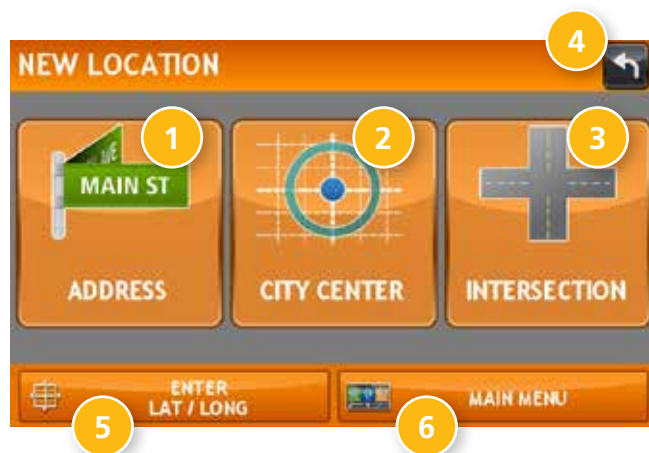 4
NEW LOCATION
1
2
3
MAIN ST
ADDRESS
CITY CENTER
INTERSECTION
ENTER
LAT / LONG
MAIN MENU
5
6